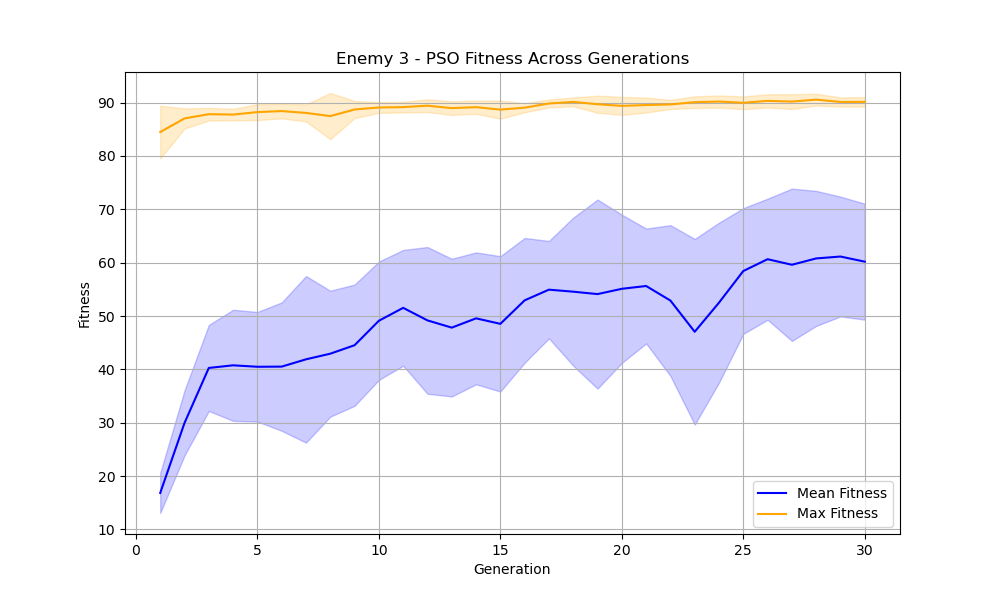 Enemy 3 - PSO Fitness Across Generations
Fitness
90
80
70
60
50
40
30
20
10
0 5 10 15 20 25 30
Generation
Mean Fitness
Max Fitness